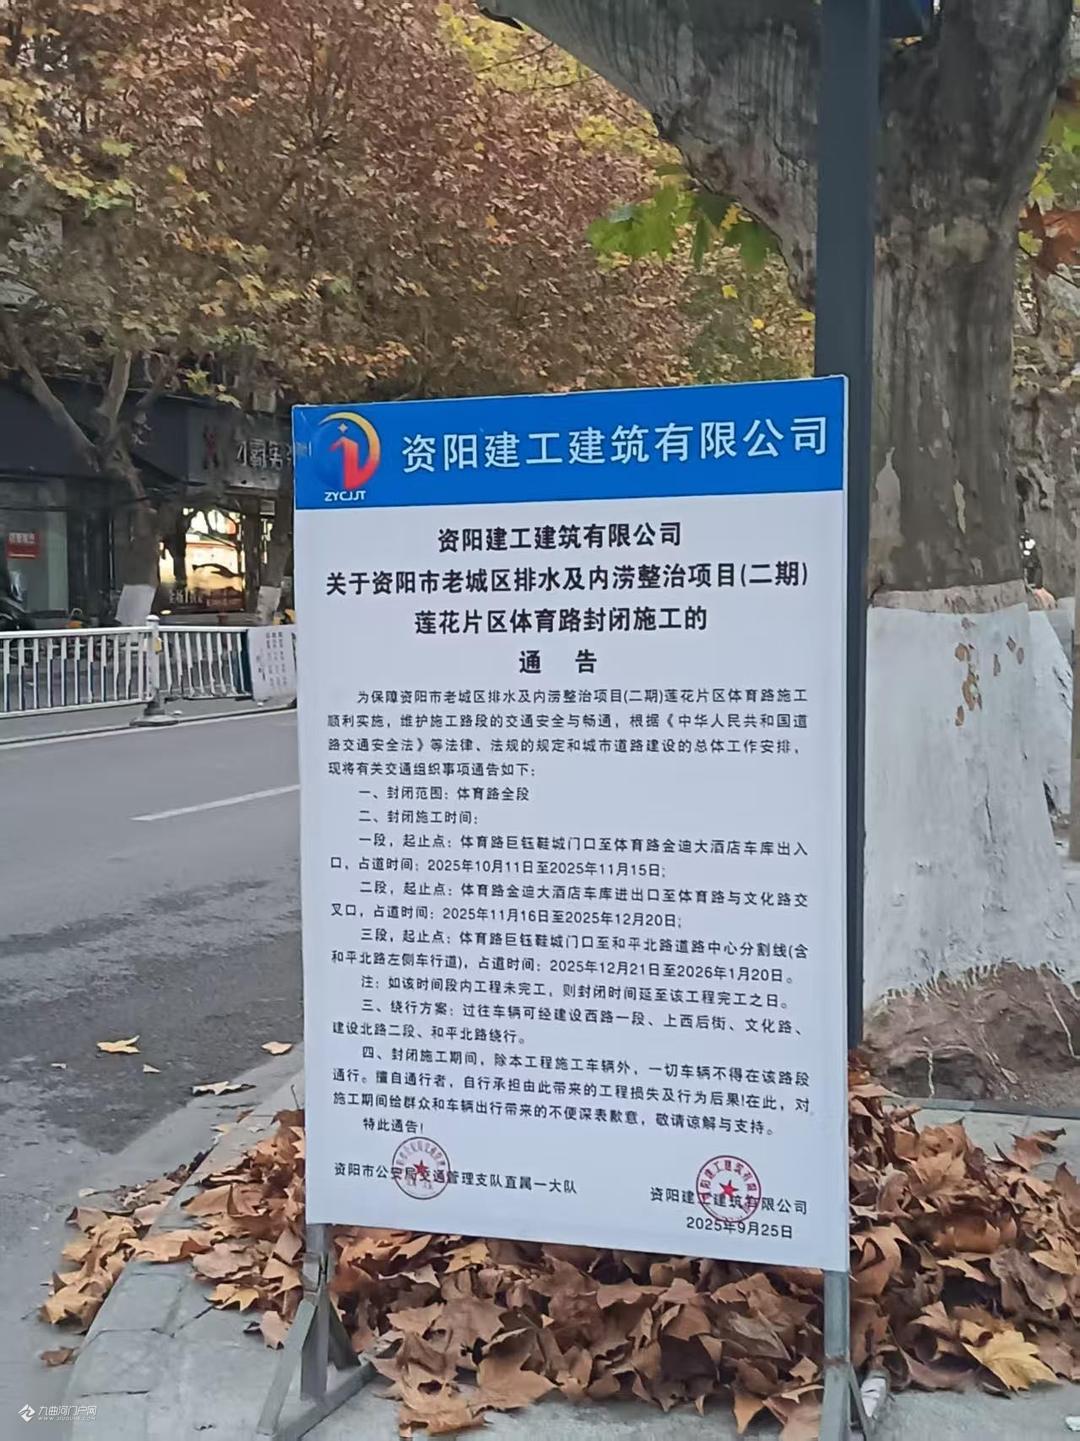 资阳建工建筑有限公司
ZYCJJT
资阳建工建筑有限公司
关于资阳市老城区排水及内涝整治项目(二期)
莲花片区体育路封闭施工的
通 告
为保障资阳市老城区排水及内涝整治项目(二期)莲花片区体育路施工
顺利实施，维护施工路段的交通安全与畅通，根据《中华人民共和国道
路交通安全法》等法律、法规的规定和城市道路建设的总体工作安排，
现将有关交通组织事项通告如下：
一、封闭范围：体育路全段
二、封闭施工时间：
一段，起止点：体育路巨钰鞋城门口至体育路金迪大酒店车库出入
口，占道时间：2025年10月11日至2025年11月15日；
二段，起止点：体育路金迪大酒店车库进出口至体育路与文化路交
叉口，占道时间：2025年11月16日至2025年12月20日；
三段，起止点：体育路巨钰鞋城门口至和平北路道路中心分割线(含
和平北路左侧车行道)，占道时间：2025年12月21日至2026年1月20日。
注：如该时间段内工程未完工，则封闭时间延至该工程完工之日。
三、绕行方案：过往车辆可经建设西路一段、上西后街、文化路、
建设北路二段、和平北路绕行。
四、封闭施工期间，除本工程施工车辆外，一切车辆不得在该路段
通行。擅自通行者，自行承担由此带来的工程损失及行为后果!在此，对
施工期间给群众和车辆出行带来的不便深表歉意，敬请谅解与支持。
特此通告!
资阳市公安局交通管理支队直属一大队
资阳建工建筑有限公司
2025年9月25日
九曲河门户网